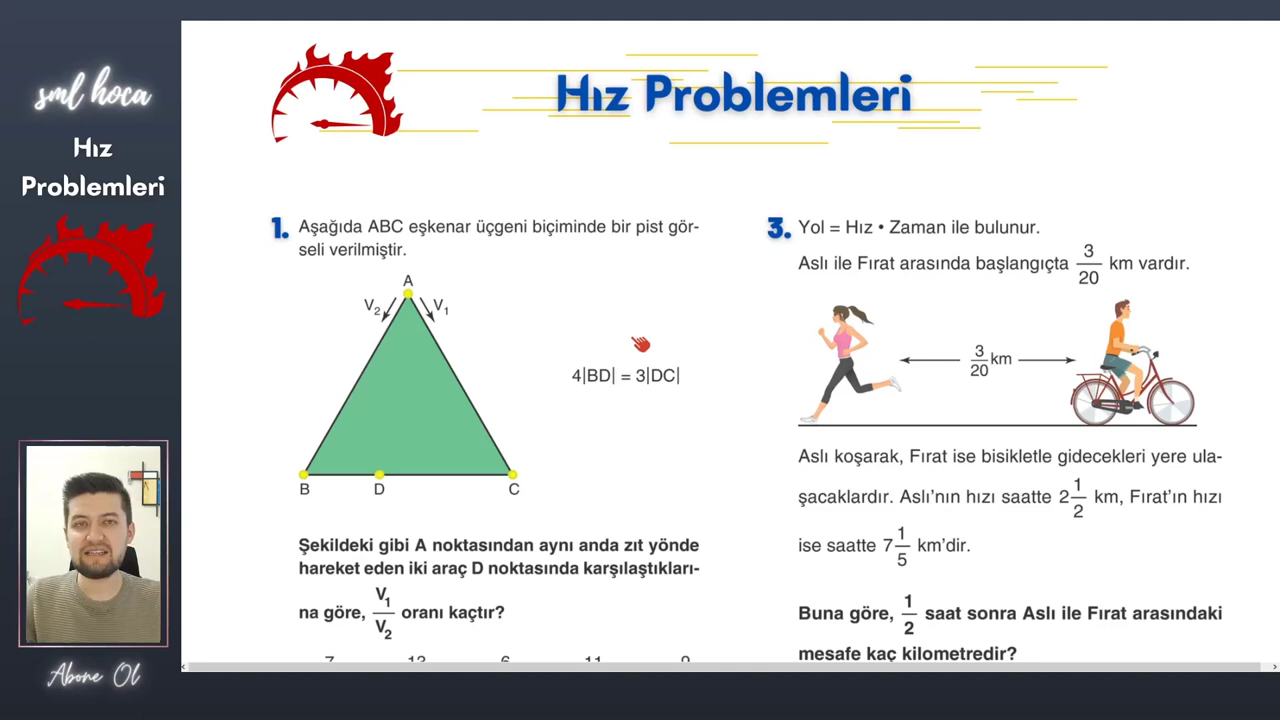 sml hoca
Hız
Problemleri
Abone Ol
Hız Problemleri
1. Aşağıda ABC eşkenar üçgeni biçiminde bir pist gör-
seli verilmiştir.
A
V₂ V₁
4|BD| = 3|DC|
B D C
Şekildeki gibi A noktasından aynı anda zıt yönde
hareket eden iki araç D noktasında karşılaştıkları-
na göre, V₁/V₂ oranı kaçtır?
3. Yol = Hız • Zaman ile bulunur.
Aslı ile Fırat arasında başlangıçta 3/20 km vardır.
3/20 km
Aslı koşarak, Fırat ise bisikletle gidecekleri yere ula-
şacaklardır. Aslı'nın hızı saatte 2 1/2 km, Fırat'ın hızı
ise saatte 7 1/5 km'dir.
Buna göre, 1/2 saat sonra Aslı ile Fırat arasındaki
mesafe kaç kilometredir?